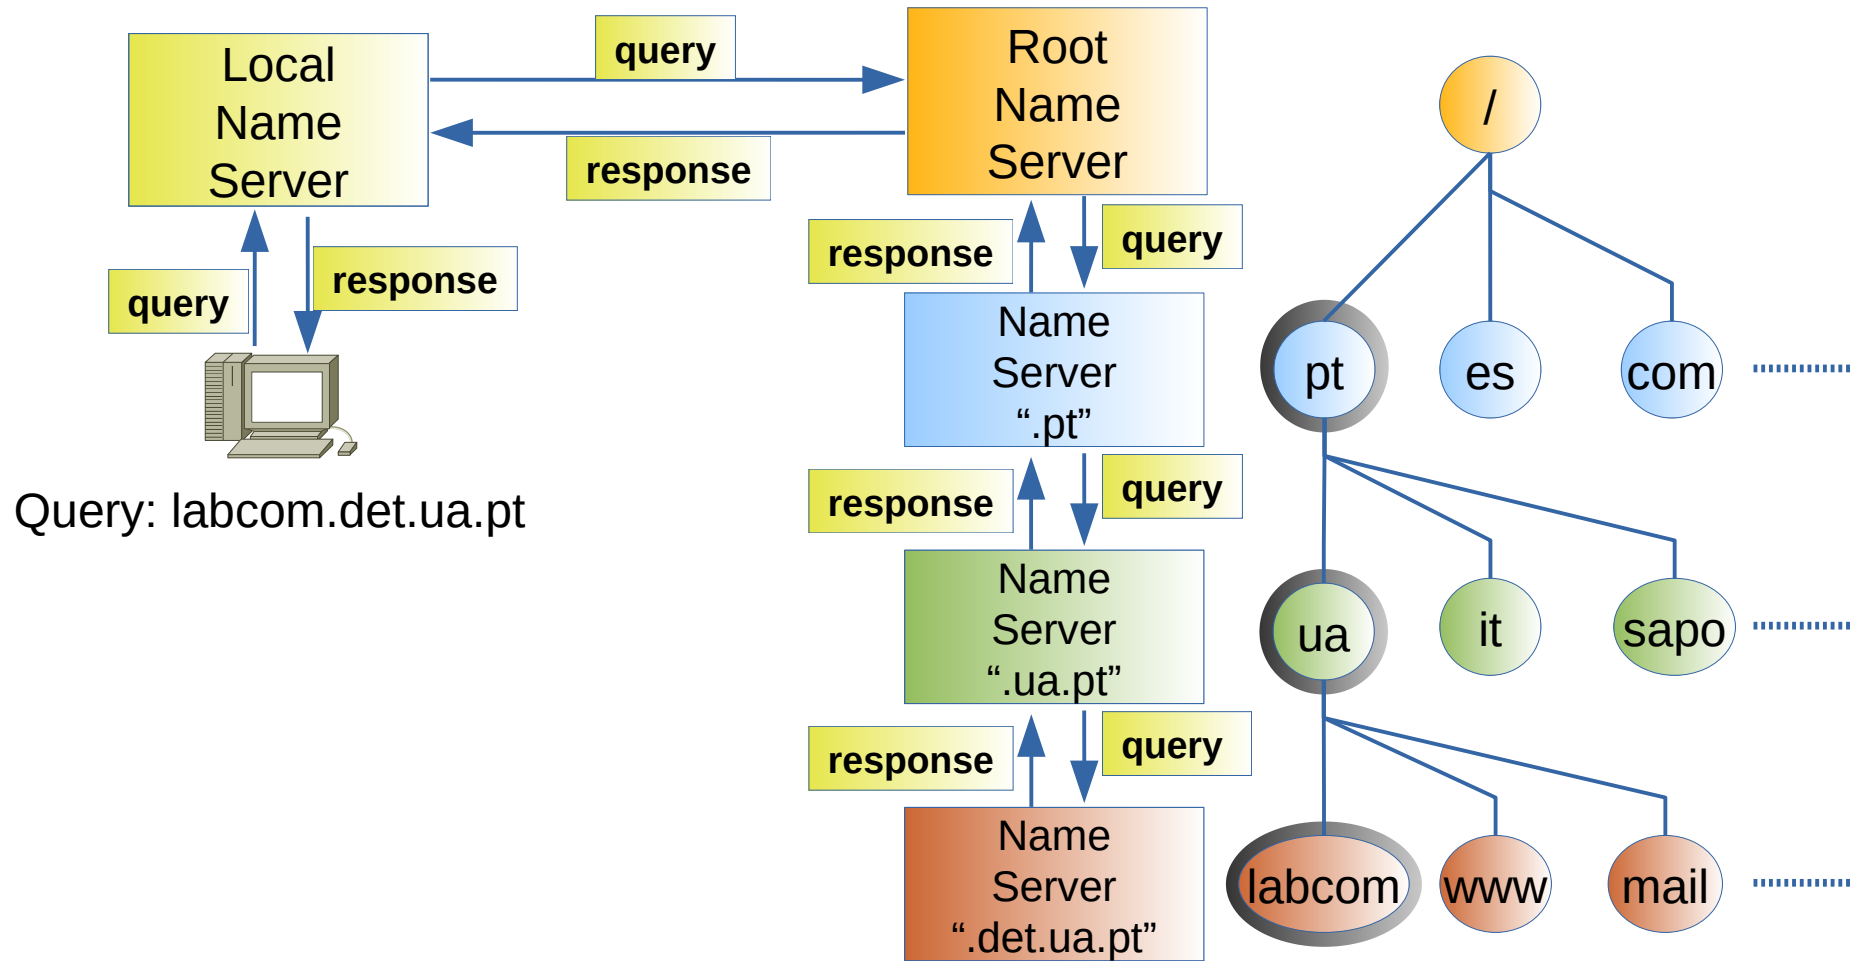 Local
Name
Server
query
response
Root
Name
Server
query
response
Query: labcom.det.ua.pt
response
query
Name
Server
“.pt”
response
query
Name
Server
“.ua.pt”
response
query
Name
Server
“.det.ua.pt”
/
pt
es
com
ua
it
sapo
labcom
www
mail